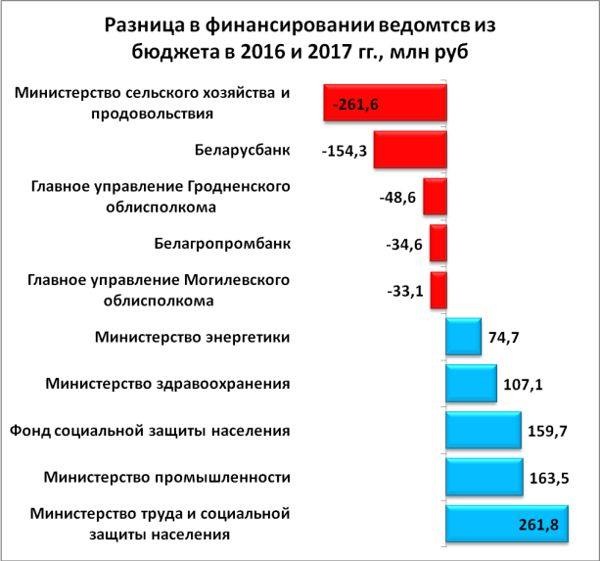 Разница в финансировании ведомтсв из
бюджета в 2016 и 2017 гг., млн руб
Министерство сельского хозяйства и
продовольствия
-261,6
Беларусбанк
-154,3
Главное управление Гродненского
облисполкома
-48,6
Белагропромбанк
-34,6
Главное управление Могилевского
облисполкома
-33,1
Министерство энергетики
74,7
Министерство здравоохранения
107,1
Фонд социальной защиты населения
159,7
Министерство промышленности
163,5
Министерство труда и социальной
защиты населения
261,8